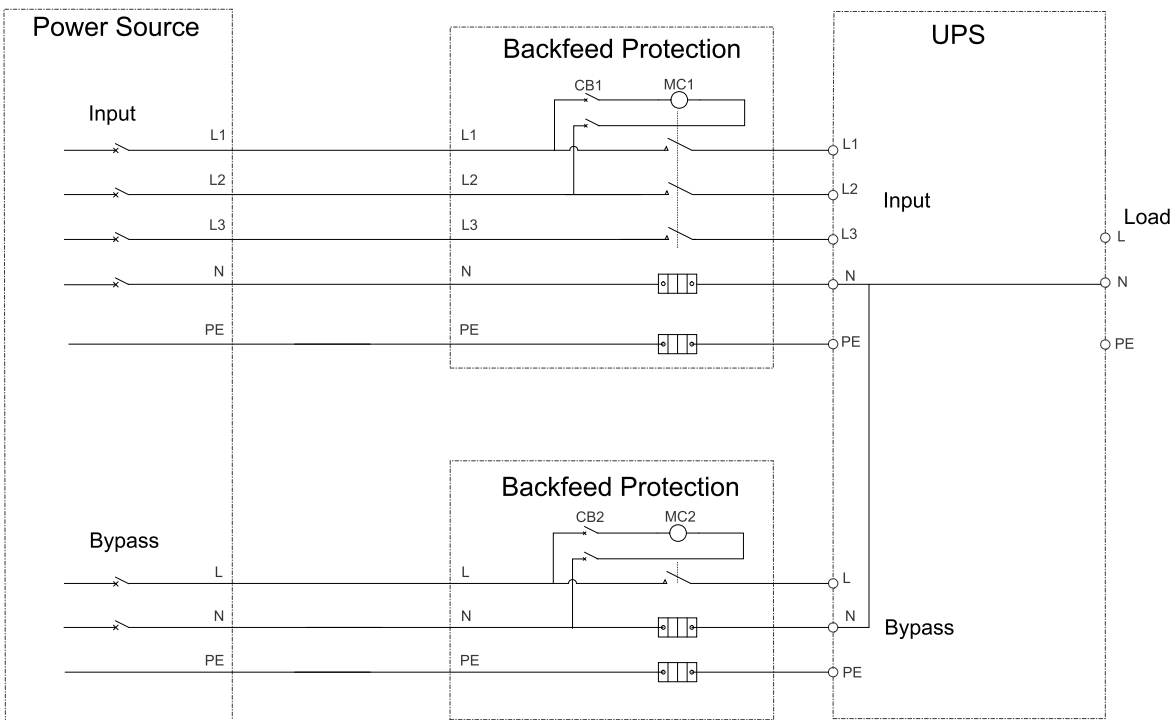 Power Source
Backfeed Protection
UPS
CB1
MC1
Input
L1
L1
L1
L2
L2
L2
Input
L3
L3
L3
Load
L
N
N
N
N
PE
PE
PE
PE
Backfeed Protection
CB2
MC2
Bypass
L
L
L
N
N
N
Bypass
PE
PE
PE